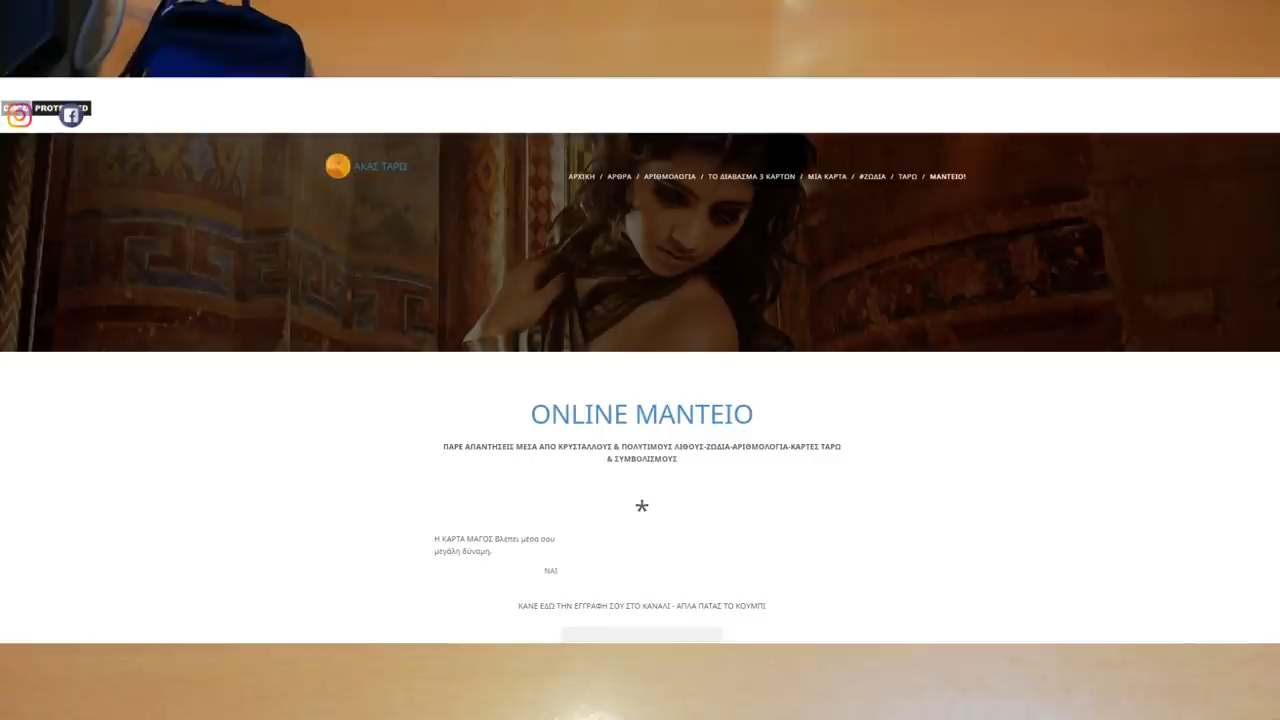 PROTECTED
ΑΚΑΣ ΤΑΡΩ
ΑΡΧΙΚΗ / ΑΡΘΡΑ / ΑΡΙΘΜΟΛΟΓΙΑ / ΤΟ ΔΙΑΒΑΣΜΑ 3 ΚΑΡΤΩΝ / ΜΙΑ ΚΑΡΤΑ / #ΖΩΔΙΑ / ΤΑΡΩ / ΜΑΝΤΕΙΟ!
ONLINE ΜΑΝΤΕΙΟ
ΠΑΡΕ ΑΠΑΝΤΗΣΕΙΣ ΜΕΣΑ ΑΠΟ ΚΡΥΣΤΑΛΛΟΥΣ & ΠΟΛΥΤΙΜΟΥΣ ΛΙΘΟΥΣ-ΖΩΔΙΑ-ΑΡΙΘΜΟΛΟΓΙΑ-ΚΑΡΤΕΣ ΤΑΡΩ
& ΣΥΜΒΟΛΙΣΜΟΥΣ
*
Η ΚΑΡΤΑ ΜΑΓΟΣ Βλέπει μέσα σου
μεγάλη δύναμη.
ΝΑΙ
ΚΑΝΕ ΕΔΩ ΤΗΝ ΕΓΓΡΑΦΗ ΣΟΥ ΣΤΟ ΚΑΝΑΛΙ - ΑΠΛΑ ΠΑΤΑΣ ΤΟ ΚΟΥΜΠΙ